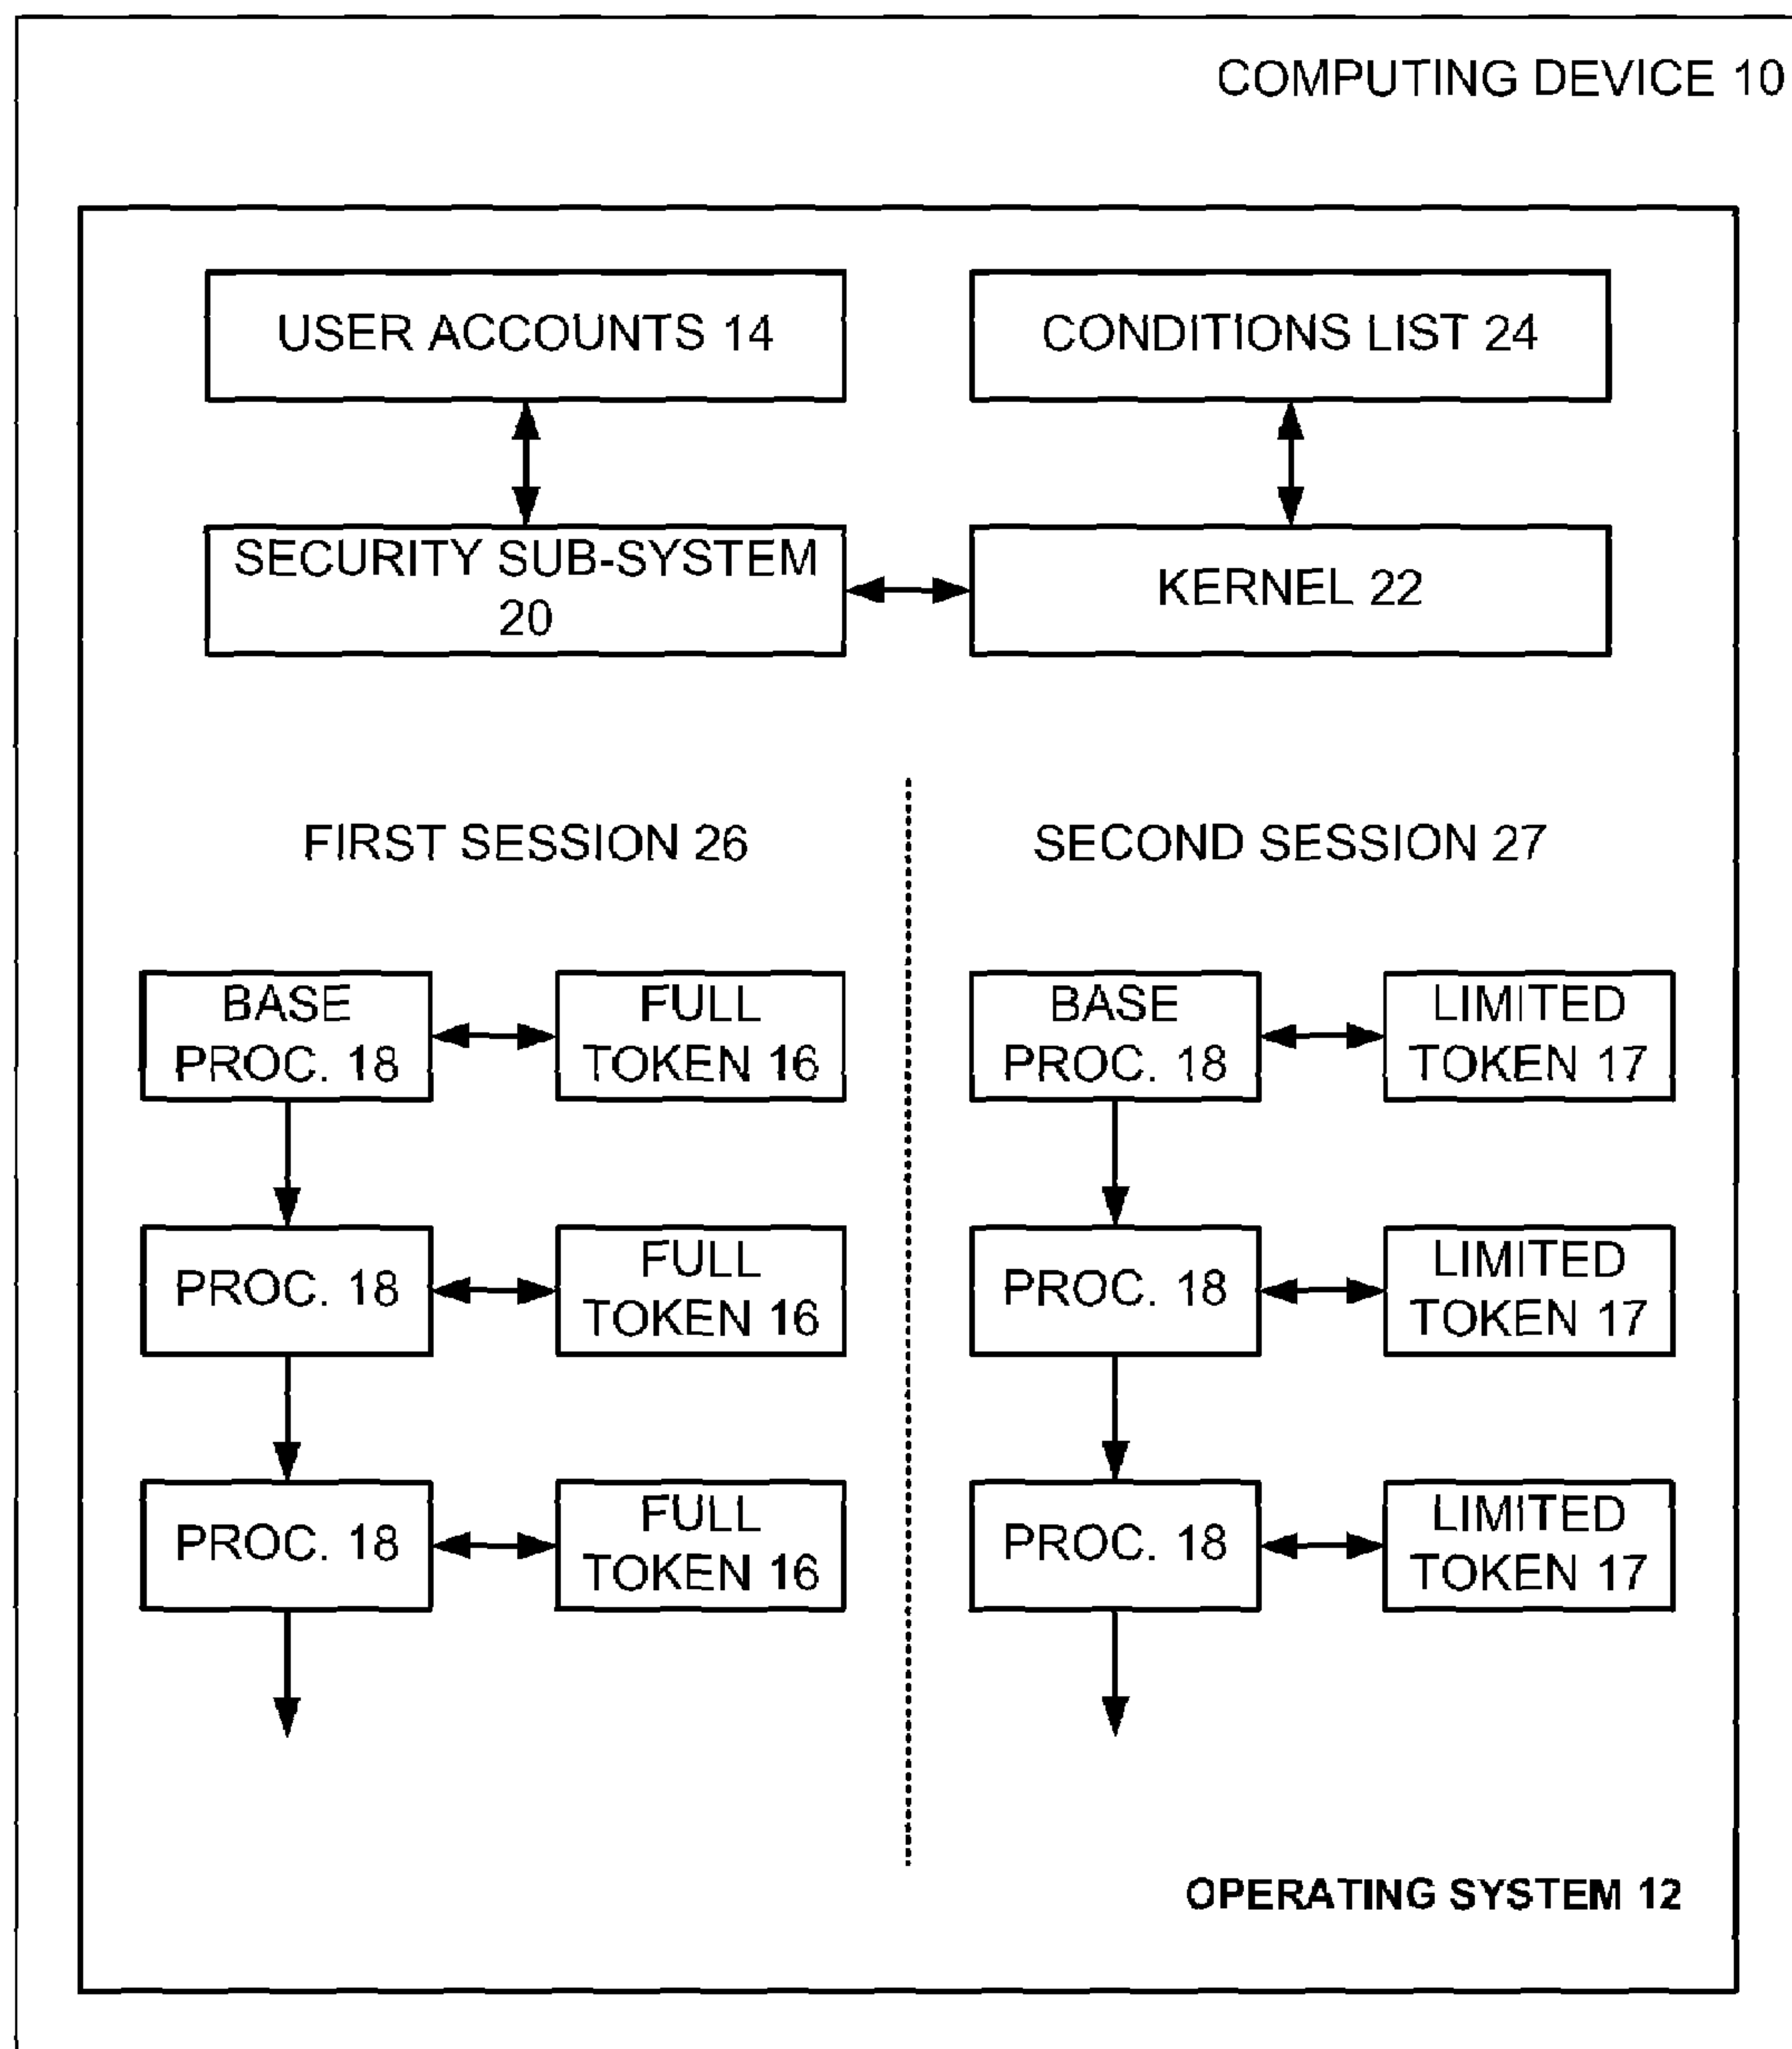 COMPUTING DEVICE 10
USER ACCOUNTS 14
CONDITIONS LIST 24
SECURITY SUB-SYSTEM
20
KERNEL 22
FIRST SESSION 26
SECOND SESSION 27
BASE
PROC. 18
FULL
TOKEN 16
BASE
PROC. 18
LIMITED
TOKEN 17
PROC. 18
FULL
TOKEN 16
PROC. 18
LIMITED
TOKEN 17
PROC. 18
FULL
TOKEN 16
PROC. 18
LIMITED
TOKEN 17
OPERATING SYSTEM 12